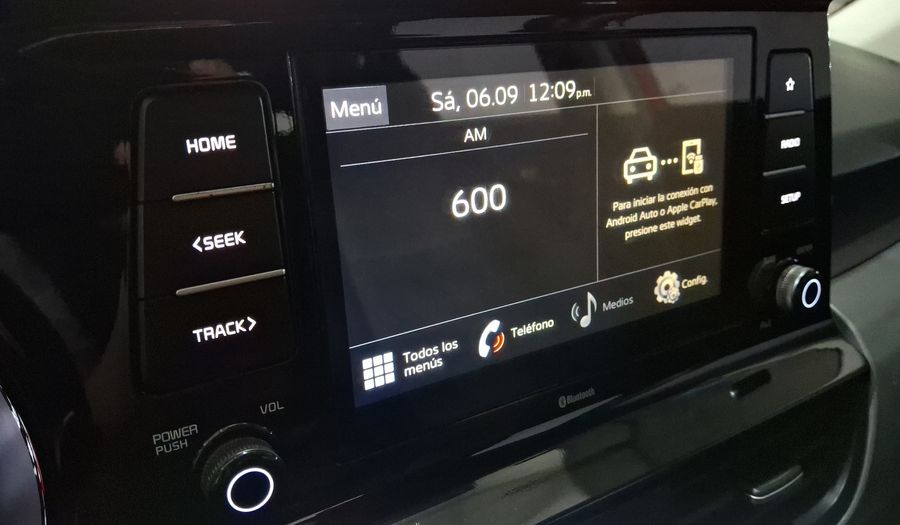 HOME
<SEEK
TRACK>
POWER
PUSH
VOL
Menú
Sá, 06.09 12:09p.m.
AM
600
Para iniciar la conexión con
Android Auto o Apple CarPlay,
presione este widget.
Todos los
menús
Teléfono
Medios
Config.
Bluetooth
RADIO
SETUP